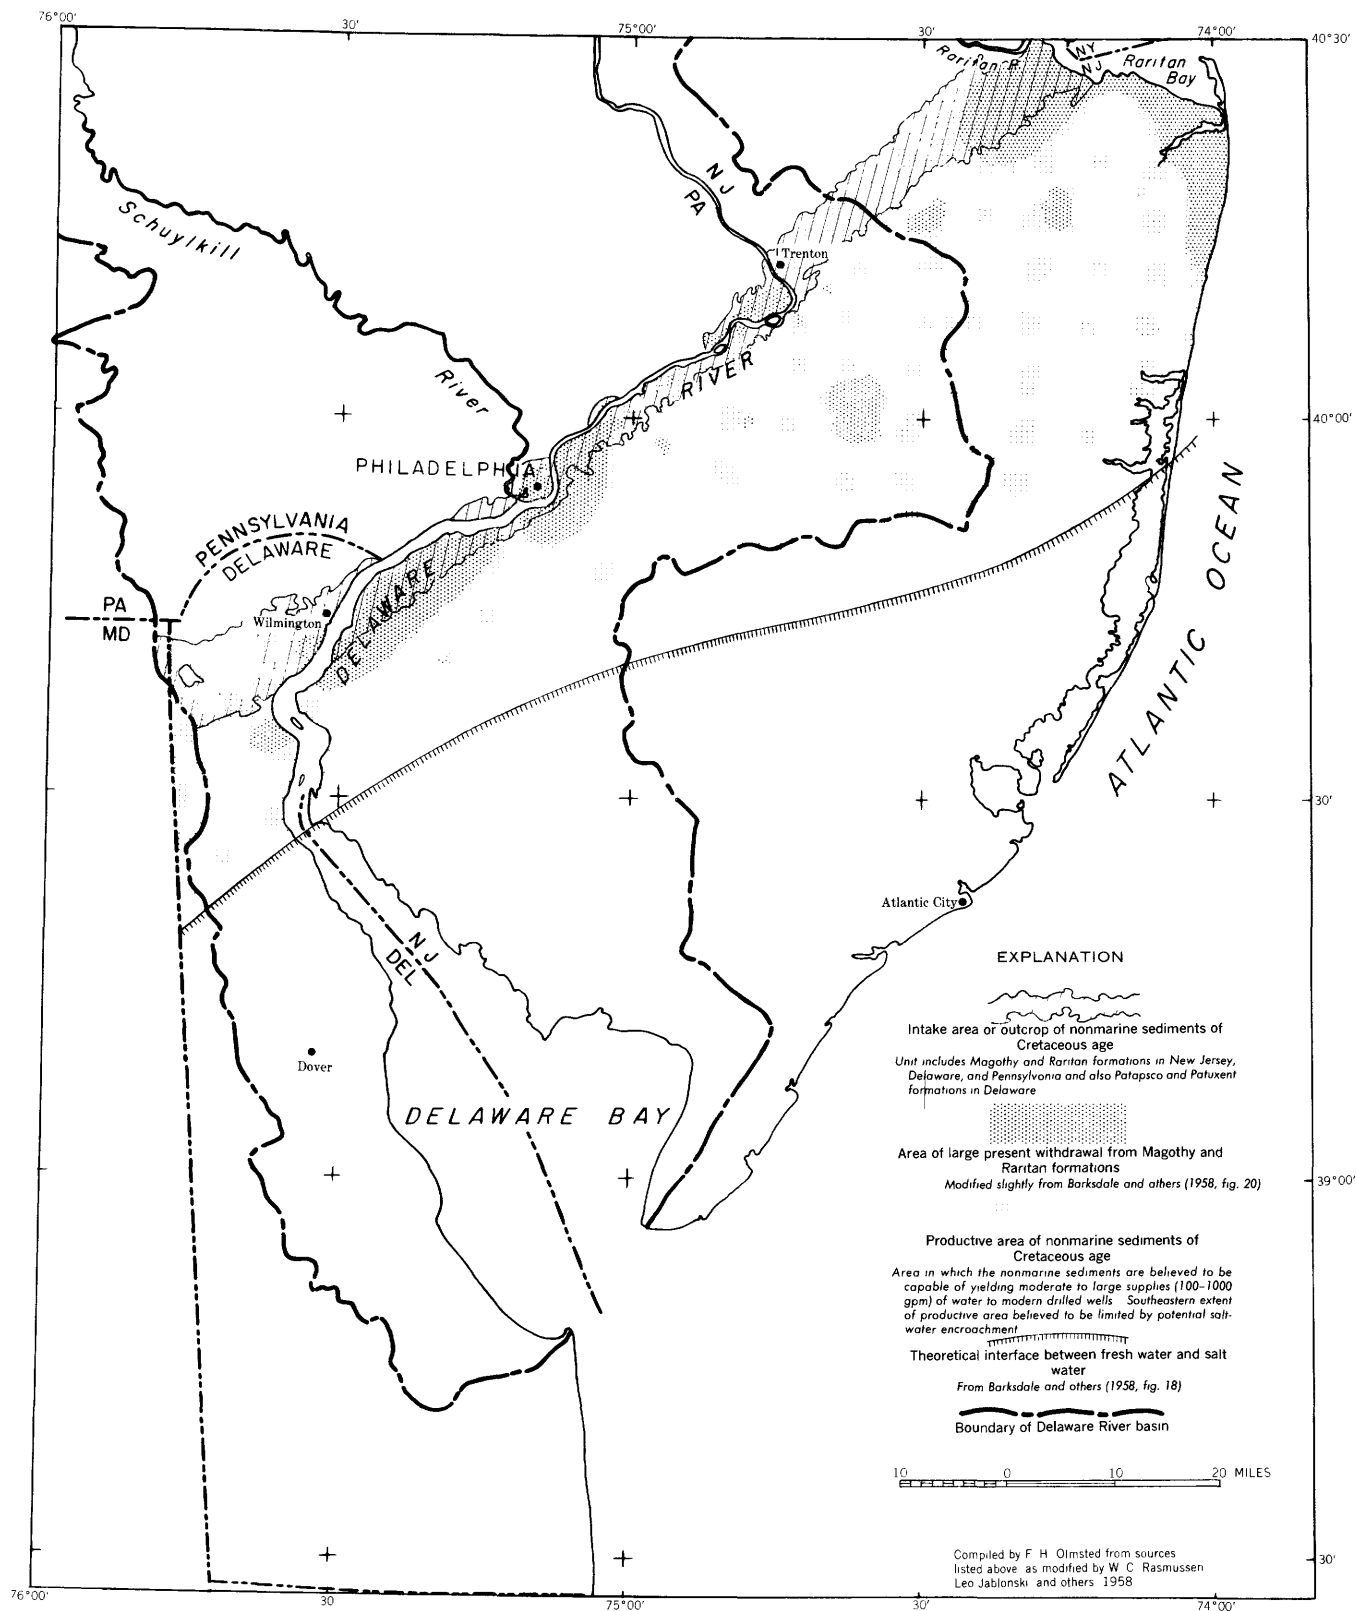 76°00'
30'
75°00'
30'
74°00'
40°30'
Raritan R.
NY
NJ
Raritan
Bay
NJ
PA
Schuylkill
Trenton
River
RIVER
40°00'
PHILADELPHIA
PENNSYLVANIA
DELAWARE
ATLANTIC OCEAN
DELAWARE
PA
MD
Wilmington
30'
Atlantic City
NJ
DEL
Dover
DELAWARE BAY
39°00'
EXPLANATION
Intake area or outcrop of nonmarine sediments of
Cretaceous age
Unit includes Magothy and Raritan formations in New Jersey,
Delaware, and Pennsylvania and also Patapsco and Patuxent
formations in Delaware
Area of large present withdrawal from Magothy and
Raritan formations
Modified slightly from Barksdale and others (1958, fig. 20)
Productive area of nonmarine sediments of
Cretaceous age
Area in which the nonmarine sediments are believed to be
capable of yielding moderate to large supplies (100-1000
gpm) of water to modern drilled wells Southeastern extent
of productive area believed to be limited by potential salt-
water encroachment
Theoretical interface between fresh water and salt
water
From Barksdale and others (1958, fig. 18)
Boundary of Delaware River basin
10 0 10 20 MILES
Compiled by F H Olmsted from sources
listed above as modified by W C Rasmussen
Leo Jablonski and others 1958
30'
76°00'
30'
75°00'
30'
74°00'